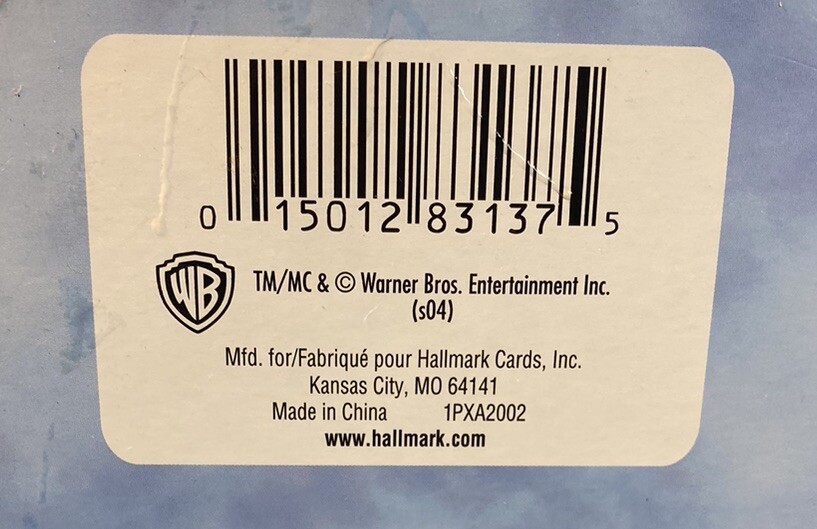 0 15012 83137 5
WB TM/MC & © Warner Bros. Entertainment Inc.
(s04)
Mfd. for/Fabriqué pour Hallmark Cards, Inc.
Kansas City, MO 64141
Made in China 1PXA2002
www.hallmark.com